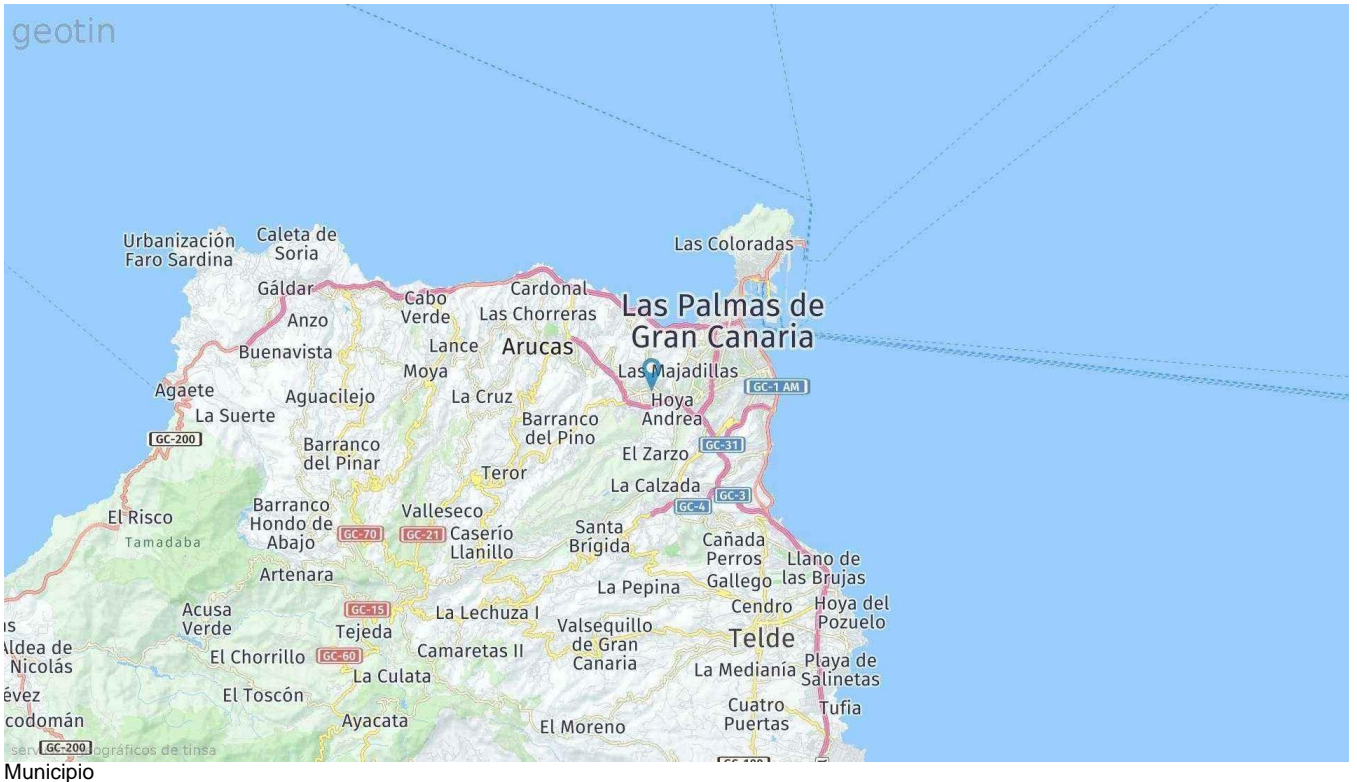 geotin
Urbanización
Faro Sardina
Caleta de
Soria
Las Coloradas
Gáldar
Cabo
Verde
Cardonal
Las Palmas de
Gran Canaria
Anzo
Las Chorreras
Buenavista
Lance
Arucas
Moya
Las Majadillas
Agaete
Aguacilejo
La Cruz
GC-1 AM
La Suerte
Hoya
Andrea
GC-200
Barranco
del Pinar
Barranco
del Pino
GC-31
El Zarzo
Teror
La Calzada
GC-3
GC-4
El Risco
Tamadaba
Barranco
Hondo de
Abajo
Valleseco
GC-70
GC-21
Caserío
Llanillo
Santa
Brígida
Cañada
Perros
Llano de
las Brujas
Artenara
La Pepina
Gallego
Acusa
Verde
GC-15
La Lechuza I
Cendro
Hoya del
Pozuelo
Tejeda
Valsequillo
de Gran
Canaria
Telde
Aldea de
Nicolás
El Chorrillo
GC-60
Camaretas II
La Culata
La Medianía
Playa de
Salinetas
évez
El Toscón
Cuatro
Puertas
Tufia
codomán
Ayacata
El Moreno
GC-200
ográficos de tinsa
Municipio